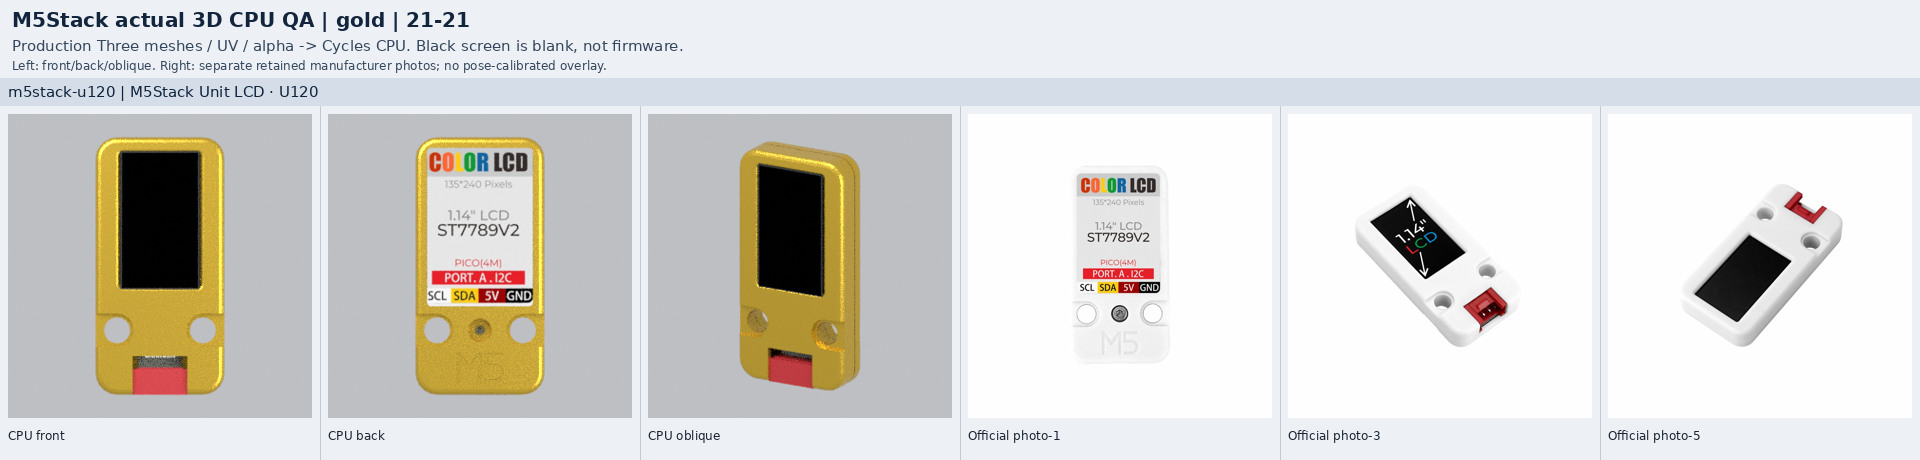 M5Stack actual 3D CPU QA | gold | 21-21
Production Three meshes / UV / alpha -> Cycles CPU. Black screen is blank, not firmware.
Left: front/back/oblique. Right: separate retained manufacturer photos; no pose-calibrated overlay.
m5stack-u120 | M5Stack Unit LCD · U120
COLOR LCD
135*240 Pixels
1.14" LCD
ST7789V2
PICO(4M)
PORT. A . I2C
SCL SDA 5V GND
M5
COLOR LCD
135*240 Pixels
1.14" LCD
ST7789V2
PICO(4M)
PORT. A . I2C
SCL SDA 5V GND
M5
1.14"
LCD
CPU front
CPU back
CPU oblique
Official photo-1
Official photo-3
Official photo-5